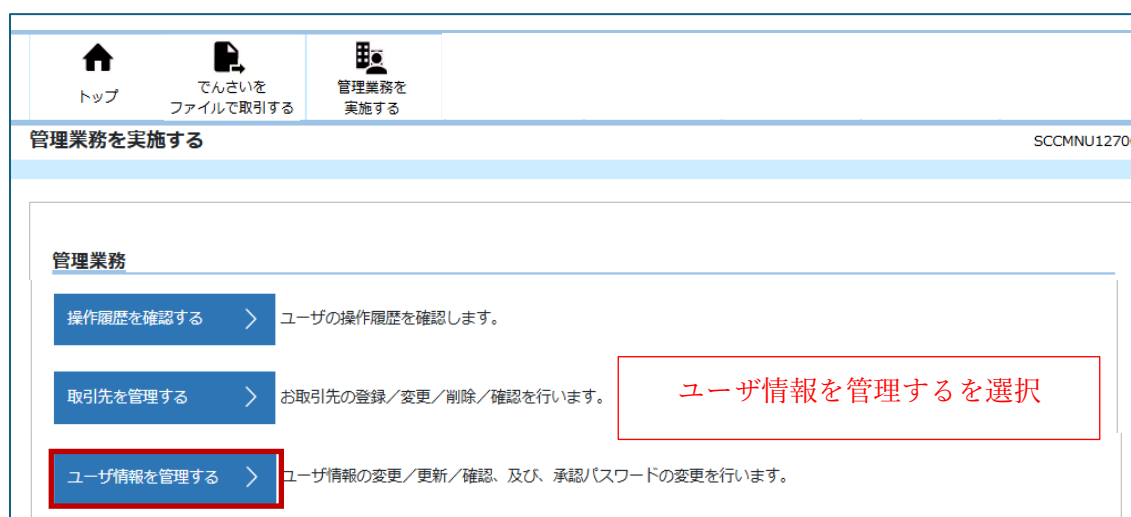 トップ
でんさいを
ファイルで取引する
管理業務を
実施する
管理業務を実施する
SCCMNU1270
管理業務
操作履歴を確認する
ユーザの操作履歴を確認します。
取引先を管理する
お取引先の登録／変更／削除／確認を行います。
ユーザ情報を管理するを選択
ユーザ情報を管理する
ユーザ情報の変更／更新／確認、及び、承認パスワードの変更を行います。